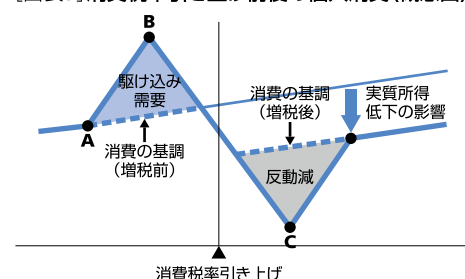 B
駆け込み
需要
A
消費の基調
（増税前）
消費の基調
（増税後）
実質所得
低下の影響
反動減
C
消費税率引き上げ